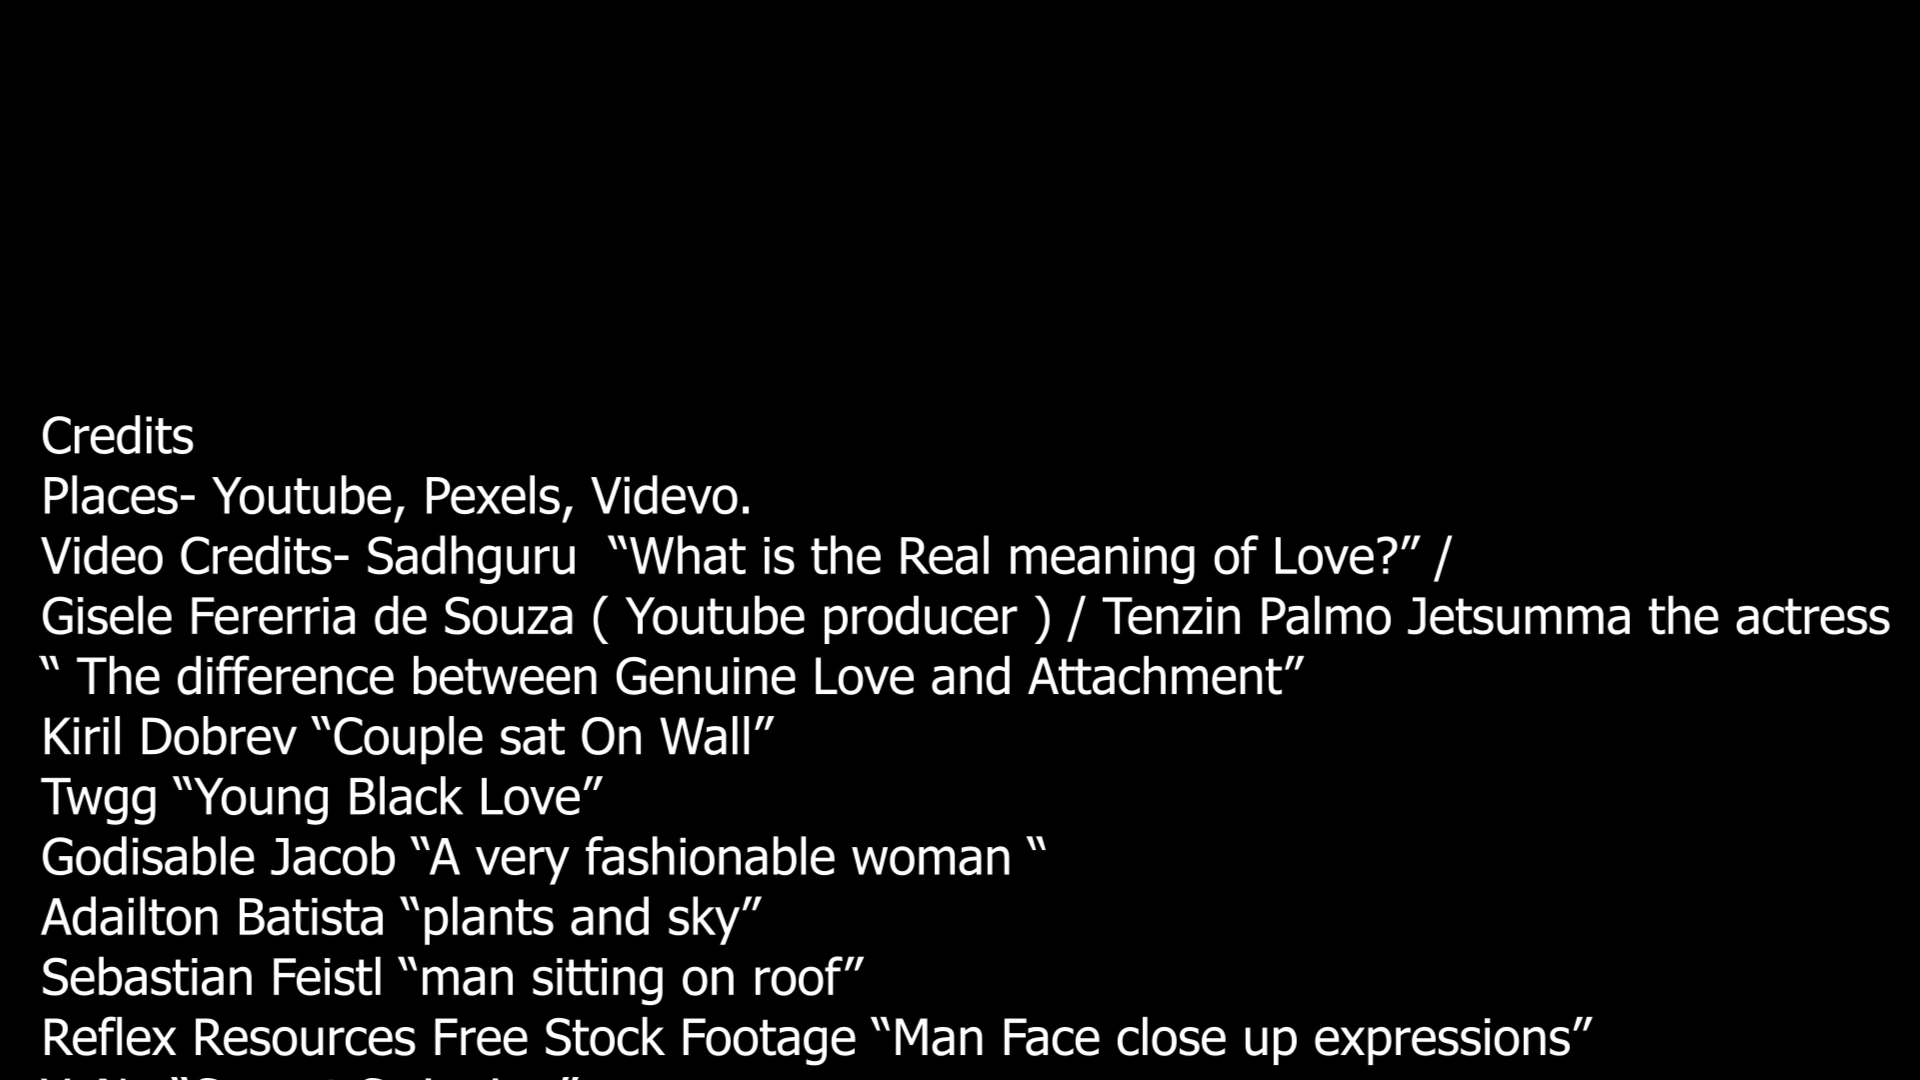 Credits
Places- Youtube, Pexels, Videvo.
Video Credits- Sadhguru  “What is the Real meaning of Love?” /
Gisele Fererria de Souza ( Youtube producer ) / Tenzin Palmo Jetsumma the actress
“ The difference between Genuine Love and Attachment”
Kiril Dobrev “Couple sat On Wall”
Twgg “Young Black Love”
Godisable Jacob “A very fashionable woman “
Adailton Batista “plants and sky”
Sebastian Feistl “man sitting on roof”
Reflex Resources Free Stock Footage “Man Face close up expressions”